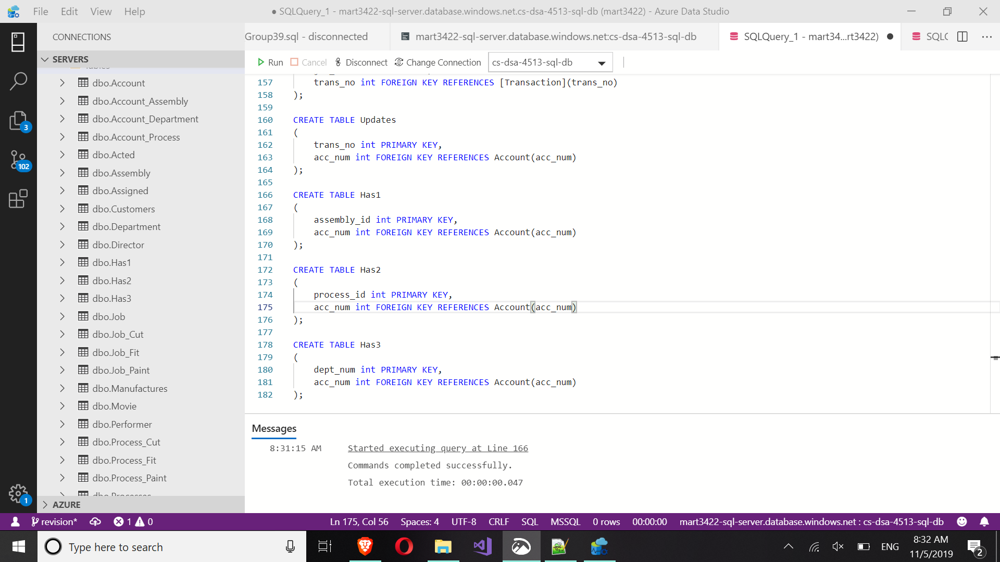 File Edit View Help
● SQLQuery_1 - mart3422-sql-server.database.windows.net.cs-dsa-4513-sql-db (mart3422) - Azure Data Studio
CONNECTIONS
Group39.sql - disconnected
mart3422-sql-server.database.windows.net:cs-dsa-4513-sql-db
SQLQuery_1 - mart34...rt3422) ●
SQLC
SERVERS
Run Cancel Disconnect Change Connection cs-dsa-4513-sql-db
dbo.Account
dbo.Account_Assembly
dbo.Account_Department
dbo.Account_Process
dbo.Acted
dbo.Assembly
dbo.Assigned
dbo.Customers
dbo.Department
dbo.Director
dbo.Has1
dbo.Has2
dbo.Has3
dbo.Job
dbo.Job_Cut
dbo.Job_Fit
dbo.Job_Paint
dbo.Manufactures
dbo.Movie
dbo.Performer
dbo.Process_Cut
dbo.Process_Fit
dbo.Process_Paint
dbo.Processes
AZURE
3
102
1
157 trans_no int FOREIGN KEY REFERENCES [Transaction](trans_no)
158 );
159
160 CREATE TABLE Updates
161 (
162 trans_no int PRIMARY KEY,
163 acc_num int FOREIGN KEY REFERENCES Account(acc_num)
164 );
165
166 CREATE TABLE Has1
167 (
168 assembly_id int PRIMARY KEY,
169 acc_num int FOREIGN KEY REFERENCES Account(acc_num)
170 );
171
172 CREATE TABLE Has2
173 (
174 process_id int PRIMARY KEY,
175 acc_num int FOREIGN KEY REFERENCES Account(acc_num)
176 );
177
178 CREATE TABLE Has3
179 (
180 dept_num int PRIMARY KEY,
181 acc_num int FOREIGN KEY REFERENCES Account(acc_num)
182 );
Messages
8:31:15 AM Started executing query at Line 166
Commands completed successfully.
Total execution time: 00:00:00.047
revision* 1 0 Ln 175, Col 56 Spaces: 4 UTF-8 CRLF SQL MSSQL 0 rows 00:00:00 mart3422-sql-server.database.windows.net : cs-dsa-4513-sql-db
Type here to search
ENG
8:32 AM
11/5/2019
2